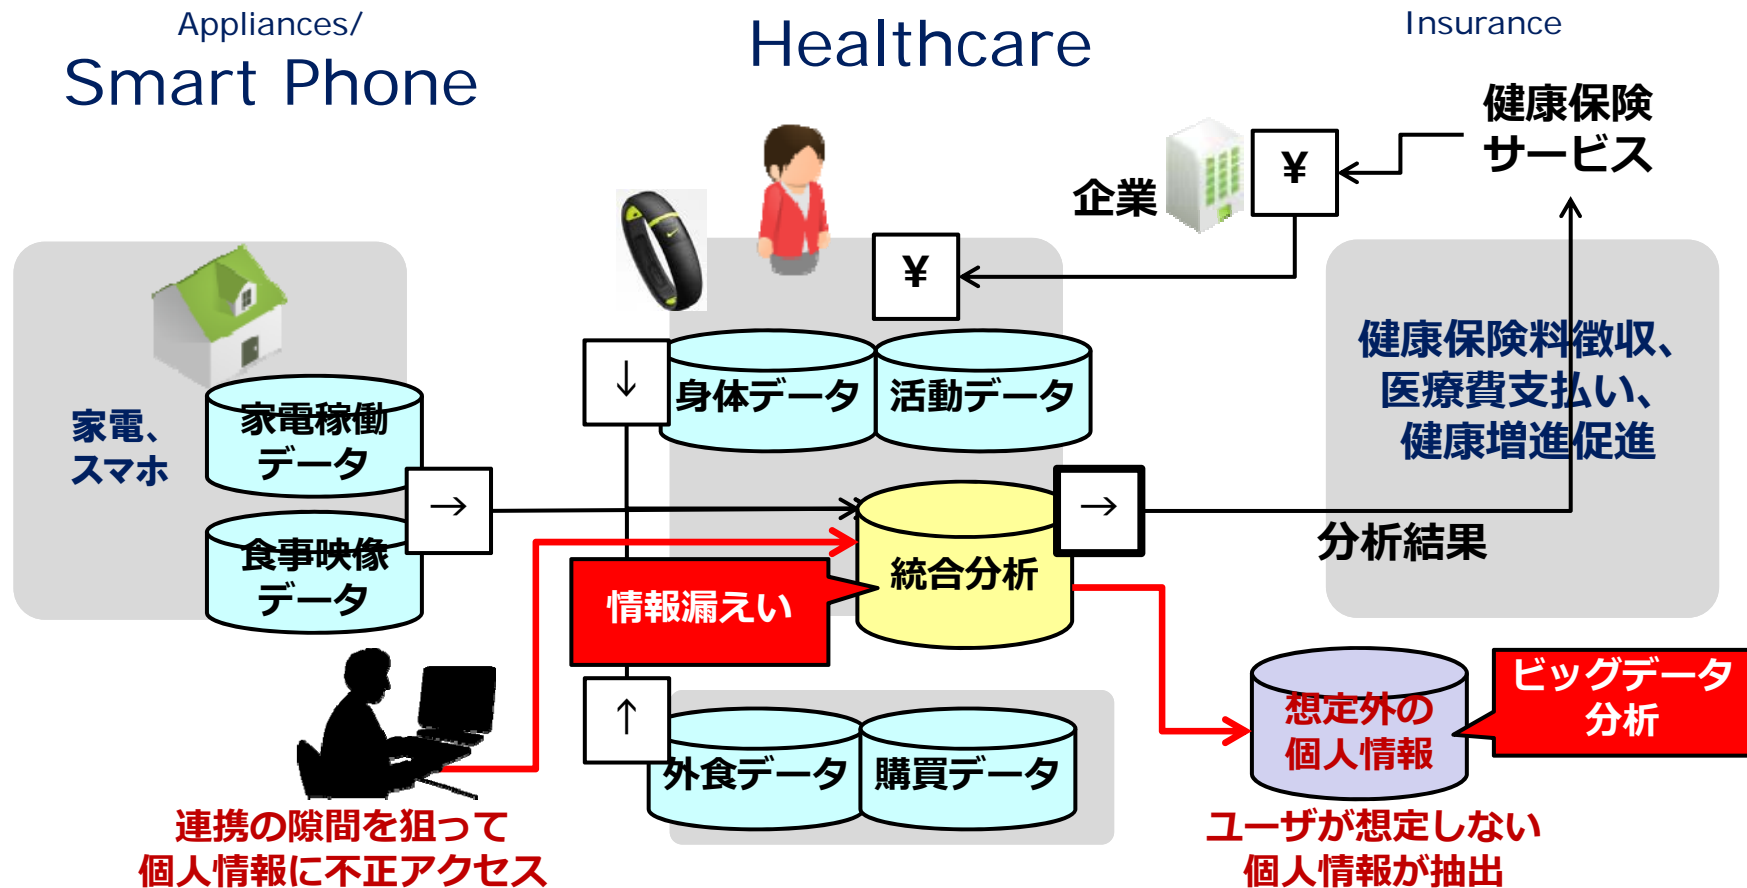 Appliances/
Smart Phone
Healthcare
Insurance
健康保険
サービス
企業
¥
¥
家電、
スマホ
家電稼働
データ
食事映像
データ
→
↓
身体データ
活動データ
健康保険料徴収、
医療費支払い、
健康増進促進
→
分析結果
統合分析
情報漏えい
↑
外食データ
購買データ
想定外の
個人情報
ビッグデータ
分析
連携の隙間を狙って
個人情報に不正アクセス
ユーザが想定しない
個人情報が抽出